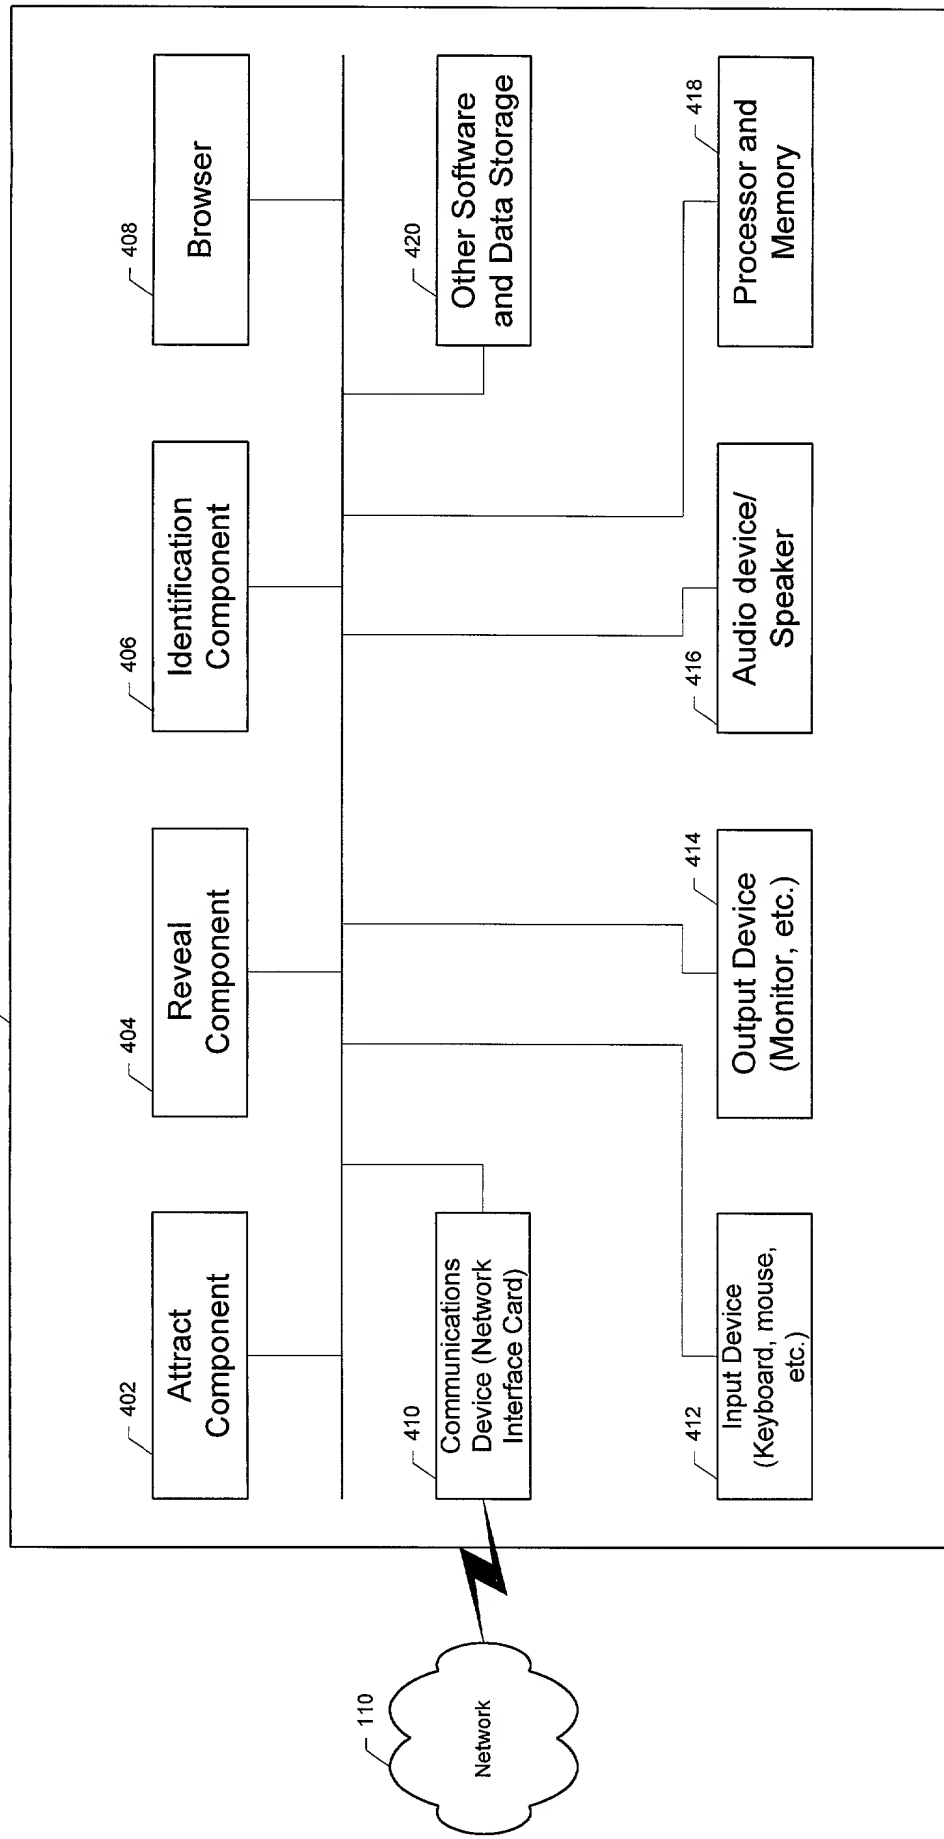 402
Attract
Component
404
Reveal
Component
406
Identification
Component
408
Browser
110
Network
410
Communications
Device (Network
Interface Card)
420
Other Software
and Data Storage
412
Input Device
(Keyboard, mouse,
etc.)
414
Output Device
(Monitor, etc.)
416
Audio device/
Speaker
418
Processor and
Memory